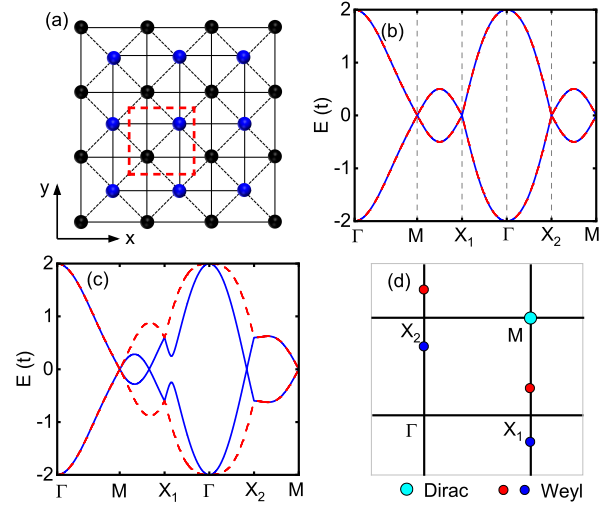 (a)
y
x
(b)
E (t)
2
1
0
-1
-2
Γ M X1 Γ X2 M
(c)
E (t)
2
1
0
-1
-2
Γ M X1 Γ X2 M
(d)
X2 M
Γ X1
Dirac Weyl